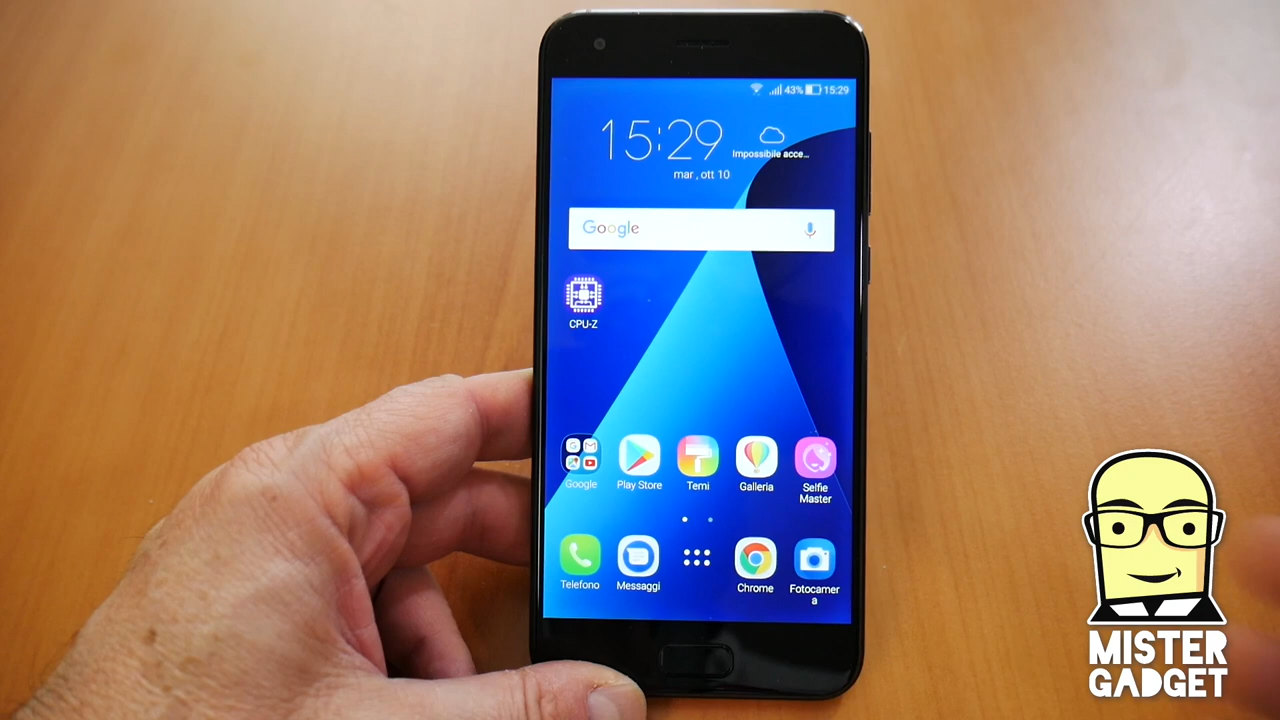 43% 15:29
15:29
Impossibile acce...
mar , ott 10
Google
CPU-Z
Google
Play Store
Temi
Galleria
Selfie
Master
Telefono
Messaggi
Chrome
Fotocamer
a
MISTER
GADGET